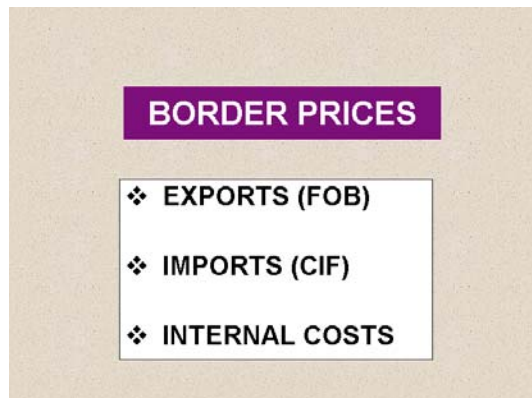 BORDER PRICES
❖ EXPORTS (FOB)
❖ IMPORTS (CIF)
❖ INTERNAL COSTS